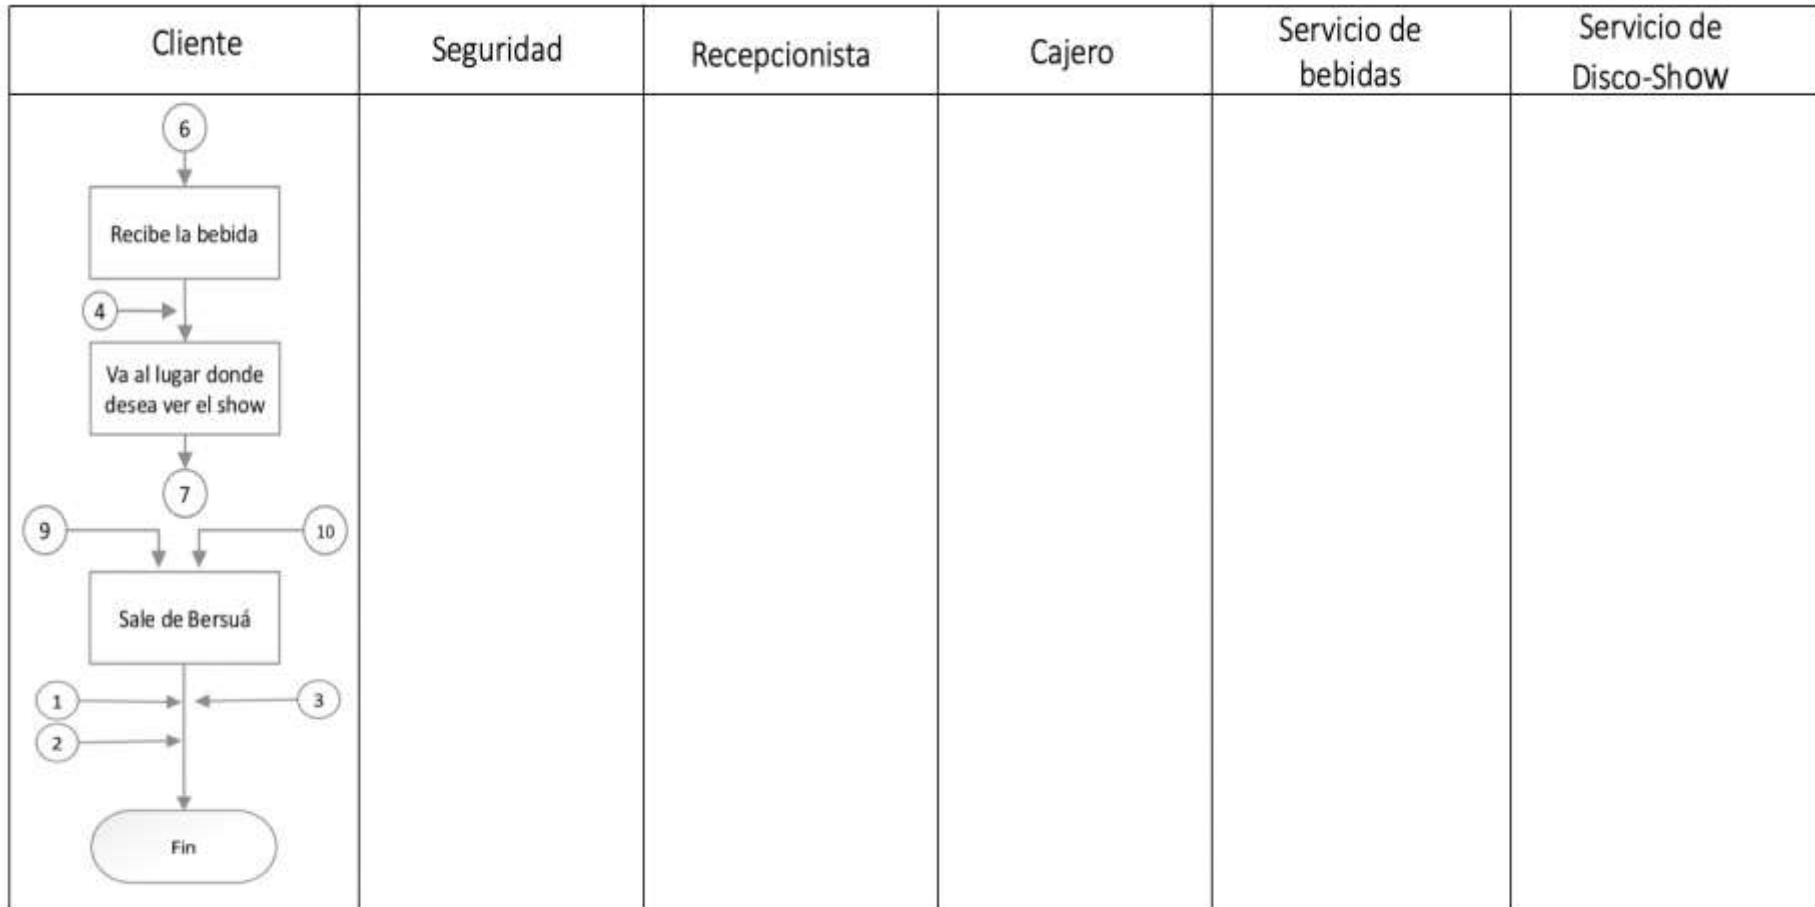 Cliente
Seguridad
Recepcionista
Cajero
Servicio de
bebidas
Servicio de
Disco-Show
6
Recibe la bebida
4
Va al lugar donde
desea ver el show
7
9
10
Sale de Bersuá
1
3
2
Fin